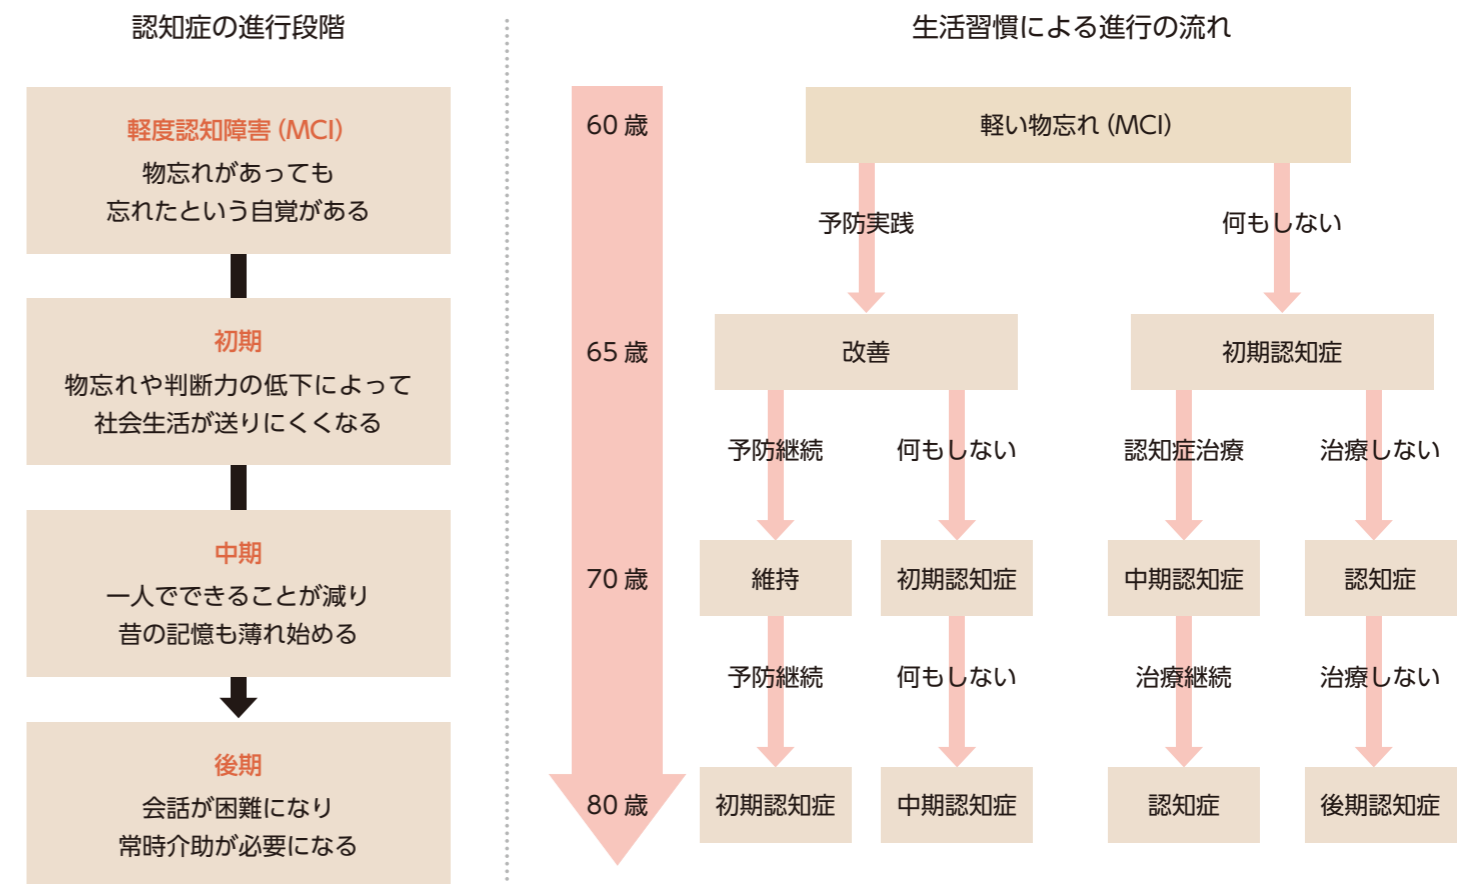 認知症の進行段階
軽度認知障害（MCI）
物忘れがあっても
忘れたという自覚がある
初期
物忘れや判断力の低下によって
社会生活が送りにくくなる
中期
一人でできることが減り
昔の記憶も薄れ始める
後期
会話が困難になり
常時介助が必要になる
生活習慣による進行の流れ
60 歳
軽い物忘れ（MCI）
予防実践
何もしない
65 歳
改善
初期認知症
予防継続
何もしない
認知症治療
治療しない
70 歳
維持
初期認知症
中期認知症
認知症
予防継続
何もしない
治療継続
治療しない
80 歳
初期認知症
中期認知症
認知症
後期認知症